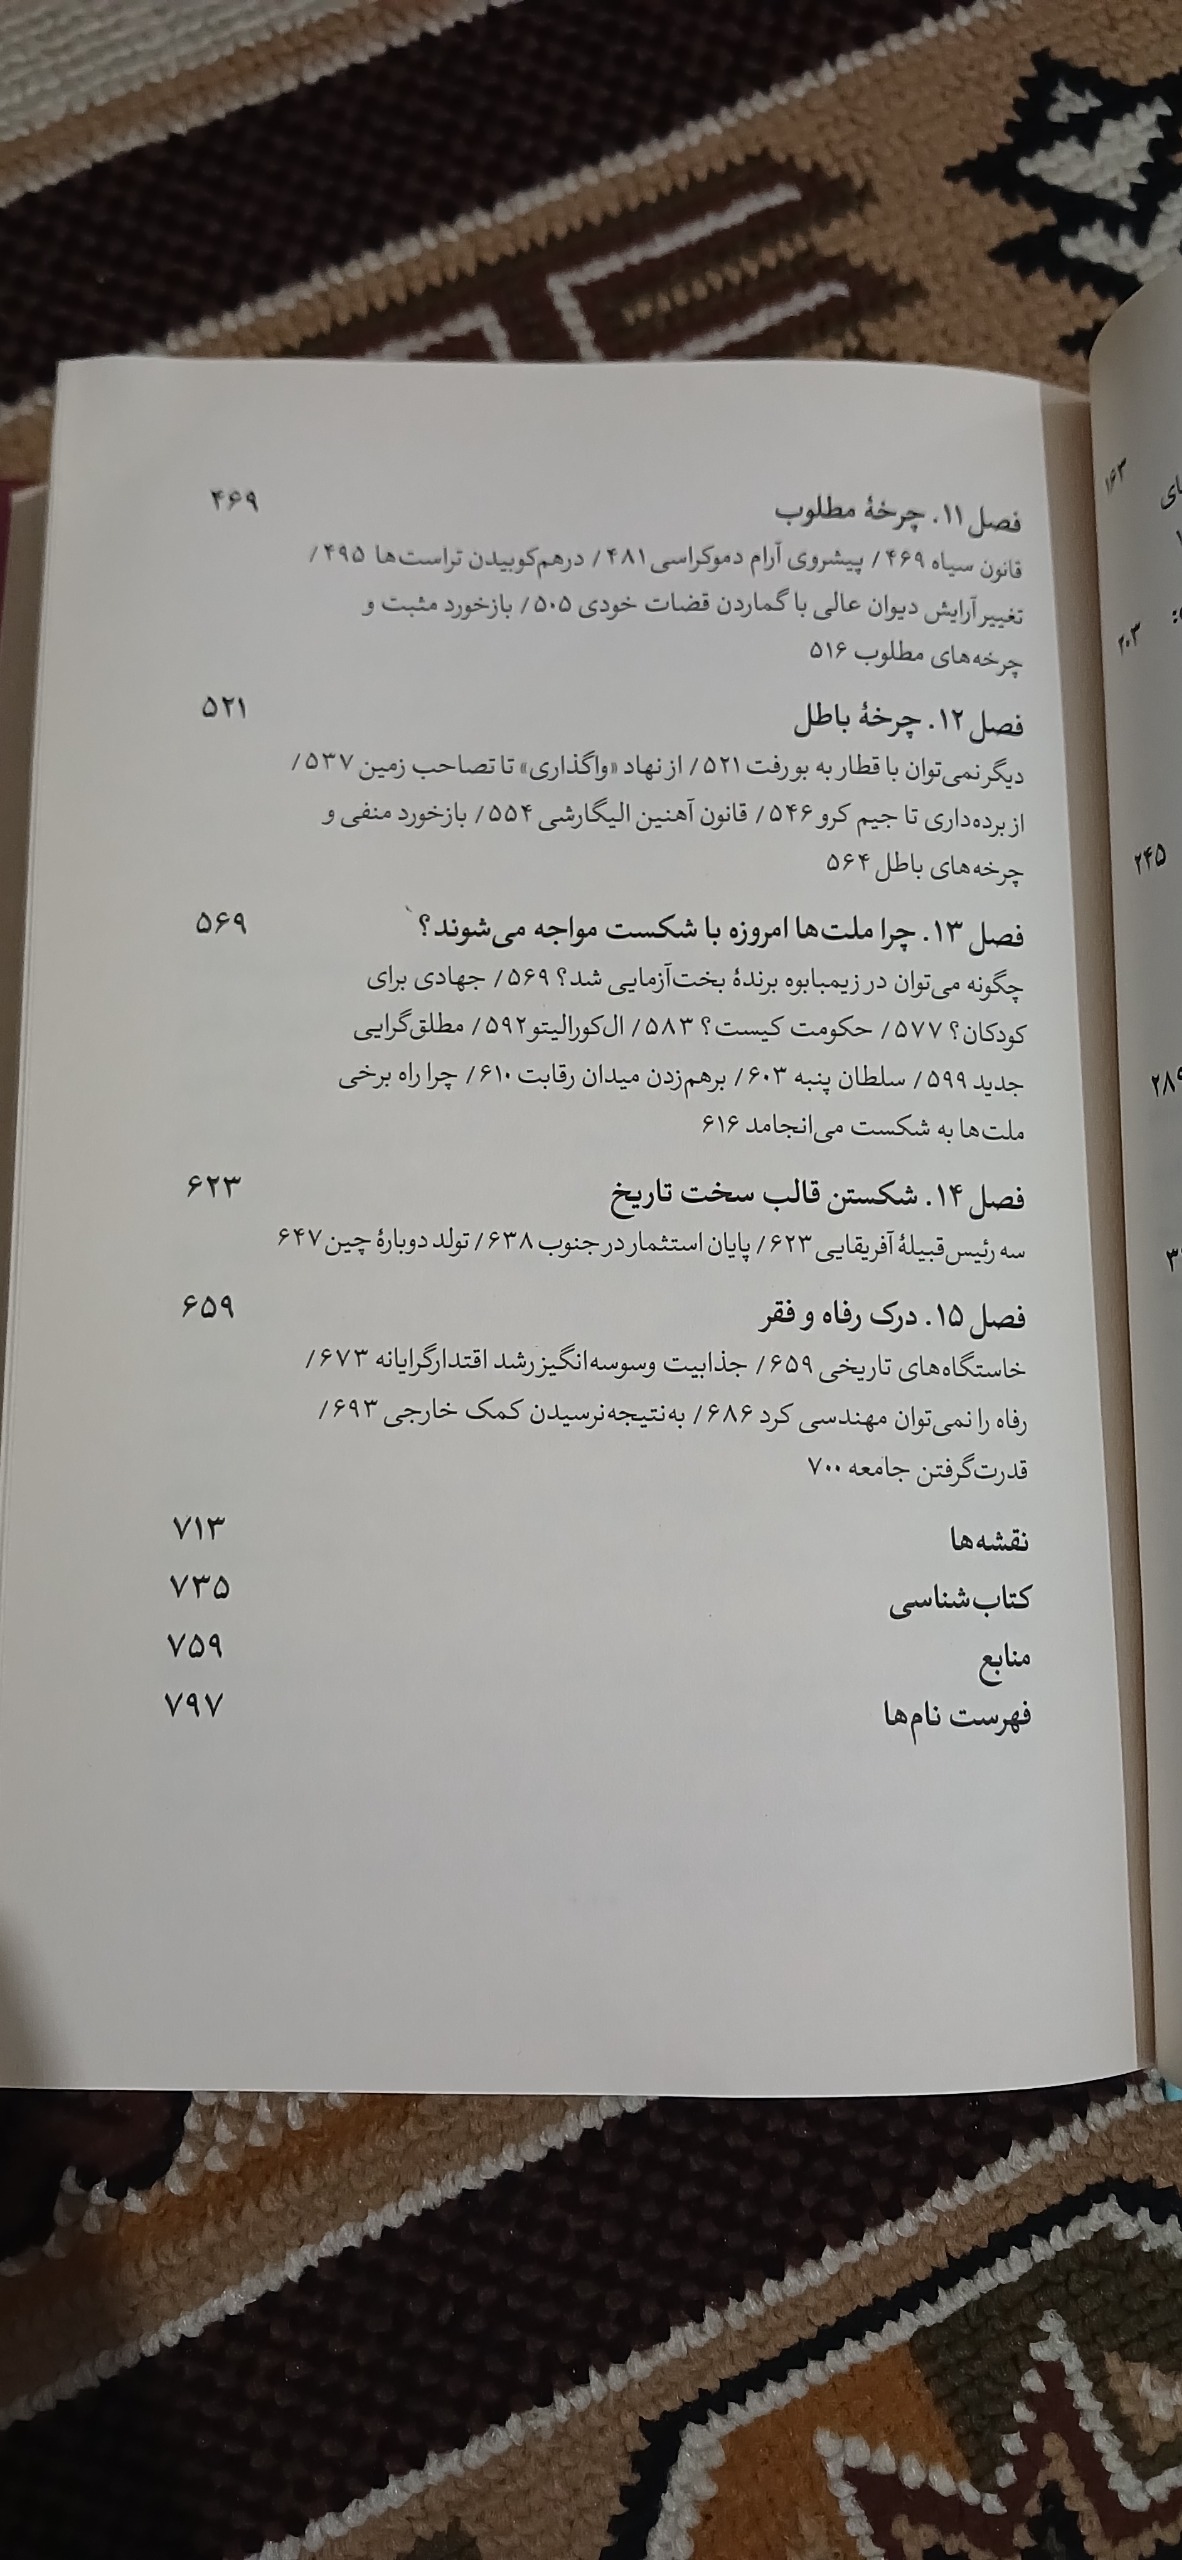 فصل ۱۱. چرخهٔ مطلوب ۴۶۹
قانون سیاه ۴۶۹ / پیشروی آرام دموکراسی ۴۸۱ / درهم‌کوبیدن تراست‌ها ۴۹۵ /
تغییر آرایش دیوان عالی با گماردن قضات خودی ۵۰۵ / بازخورد مثبت و
چرخه‌های مطلوب ۵۱۶
فصل ۱۲. چرخهٔ باطل ۵۲۱
دیگر نمی‌توان با قطار به بو رفت ۵۲۱ / از نهاد «واگذاری» تا تصاحب زمین ۵۳۷ /
از برده‌داری تا جیم کرو ۵۴۶ / قانون آهنین الیگارشی ۵۵۴ / بازخورد منفی و
چرخه‌های باطل ۵۶۴
فصل ۱۳. چرا ملت‌ها امروزه با شکست مواجه می‌شوند؟ ۵۶۹
چگونه می‌توان در زیمبابوه برندهٔ بخت‌آزمایی شد؟ ۵۶۹ / جهادی برای
کودکان؟ ۵۷۷ / حکومت کیست؟ ۵۸۳ / ال‌کورالیتو ۵۹۲ / مطلق‌گرایی
جدید ۵۹۹ / سلطان پنبه ۶۰۳ / برهم‌زدن میدان رقابت ۶۱۰ / چرا راه برخی
ملت‌ها به شکست می‌انجامد ۶۱۶
فصل ۱۴. شکستن قالب سخت تاریخ ۶۲۳
سه رئیس‌قبیلهٔ آفریقایی ۶۲۳ / پایان استثمار در جنوب ۶۳۸ / تولد دوبارهٔ چین ۶۴۷
فصل ۱۵. درک رفاه و فقر ۶۵۹
خاستگاه‌های تاریخی ۶۵۹ / جذابیت وسوسه‌انگیز رشد اقتدارگرایانه ۶۷۳ /
رفاه را نمی‌توان مهندسی کرد ۶۸۶ / به‌نتیجه‌نرسیدن کمک خارجی ۶۹۳ /
قدرت‌گرفتن جامعه ۷۰۰
نقشه‌ها ۷۱۳
کتاب‌شناسی ۷۳۵
منابع ۷۵۹
فهرست نام‌ها ۷۹۷
۱۶۳
۲۰۳
۲۴۵